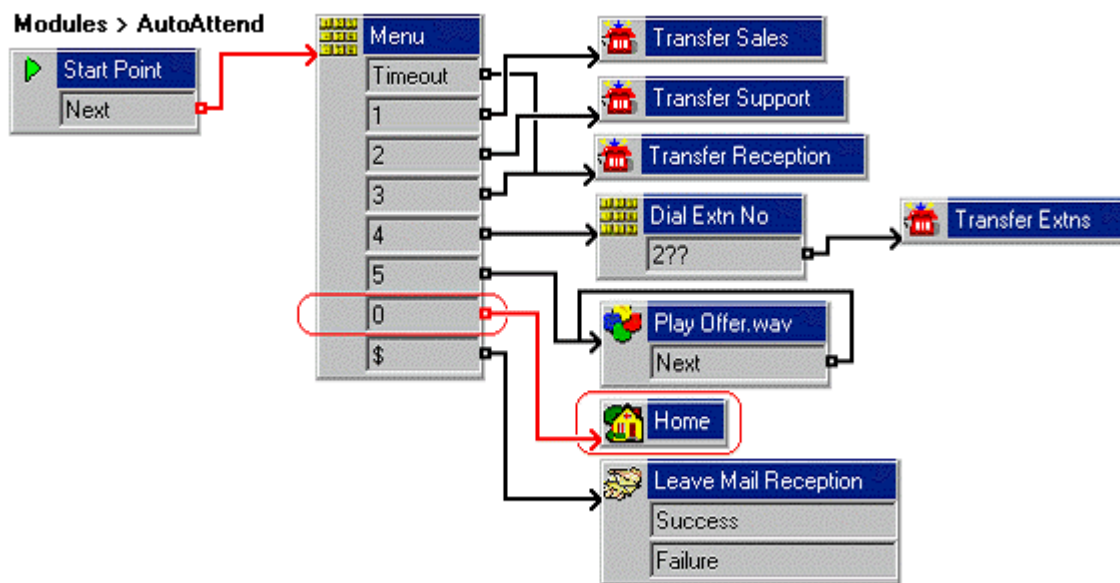 Modules > AutoAttend
Start Point
Next
Menu
Timeout
1
2
3
4
5
0
$
Transfer Sales
Transfer Support
Transfer Reception
Dial Extn No
2??
Transfer Extns
Play Offer.wav
Next
Home
Leave Mail Reception
Success
Failure